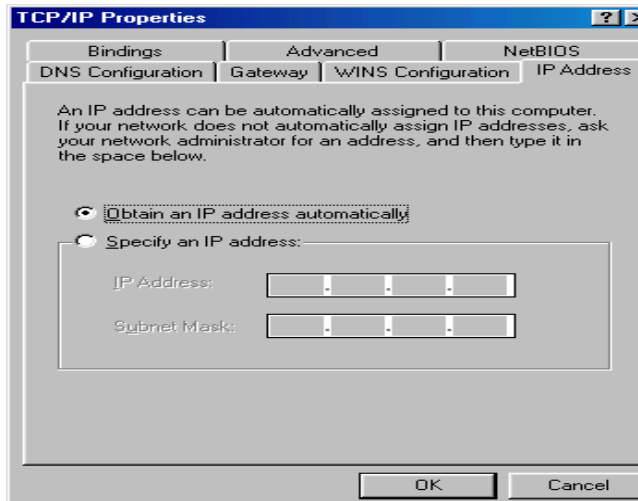 TCP/IP Properties
Bindings Advanced NetBIOS
DNS Configuration Gateway WINS Configuration IP Address
An IP address can be automatically assigned to this computer.
If your network does not automatically assign IP addresses, ask
your network administrator for an address, and then type it in
the space below.
Obtain an IP address automatically
Specify an IP address:
IP Address:
Subnet Mask:
OK Cancel